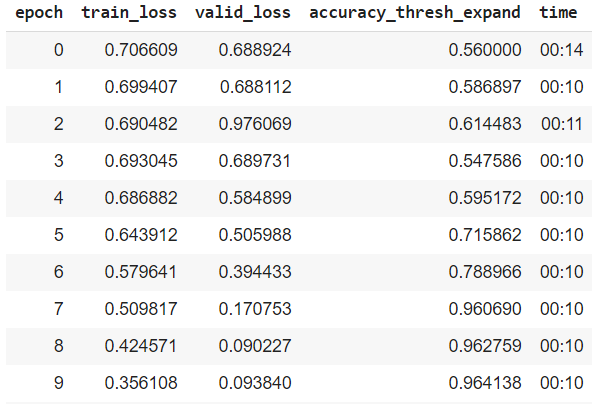 epoch train_loss valid_loss accuracy_thresh_expand time
0 0.706609 0.688924 0.560000 00:14
1 0.699407 0.688112 0.586897 00:10
2 0.690482 0.976069 0.614483 00:11
3 0.693045 0.689731 0.547586 00:10
4 0.686882 0.584899 0.595172 00:10
5 0.643912 0.505988 0.715862 00:10
6 0.579641 0.394433 0.788966 00:10
7 0.509817 0.170753 0.960690 00:10
8 0.424571 0.090227 0.962759 00:10
9 0.356108 0.093840 0.964138 00:10